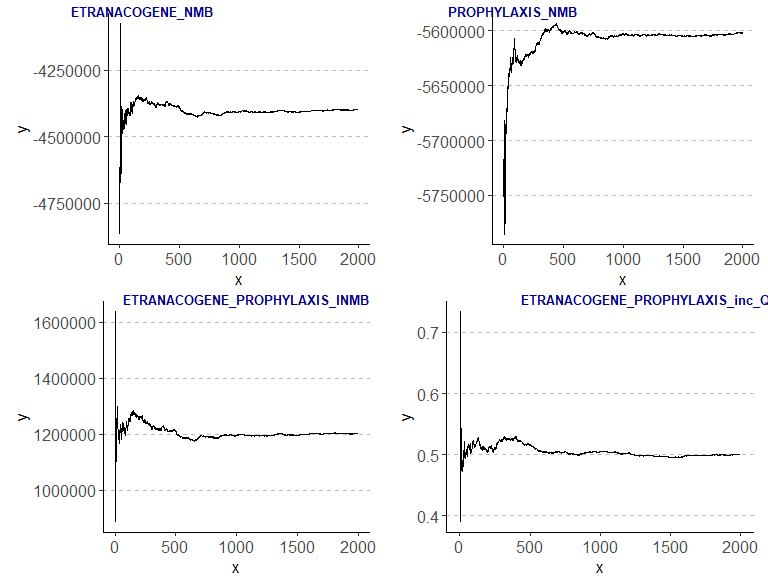 ETRANACOGENE_NMB
-4250000
-4500000
-4750000
y
0 500 1000 1500 2000
x
PROPHYLAXIS_NMB
-5600000
-5650000
-5700000
-5750000
y
0 500 1000 1500 2000
x
ETRANACOGENE_PROPHYLAXIS_INMB
1600000
1400000
1200000
1000000
y
0 500 1000 1500 2000
x
ETRANACOGENE_PROPHYLAXIS_inc_Q
0.7
0.6
0.5
0.4
y
0 500 1000 1500 2000
x